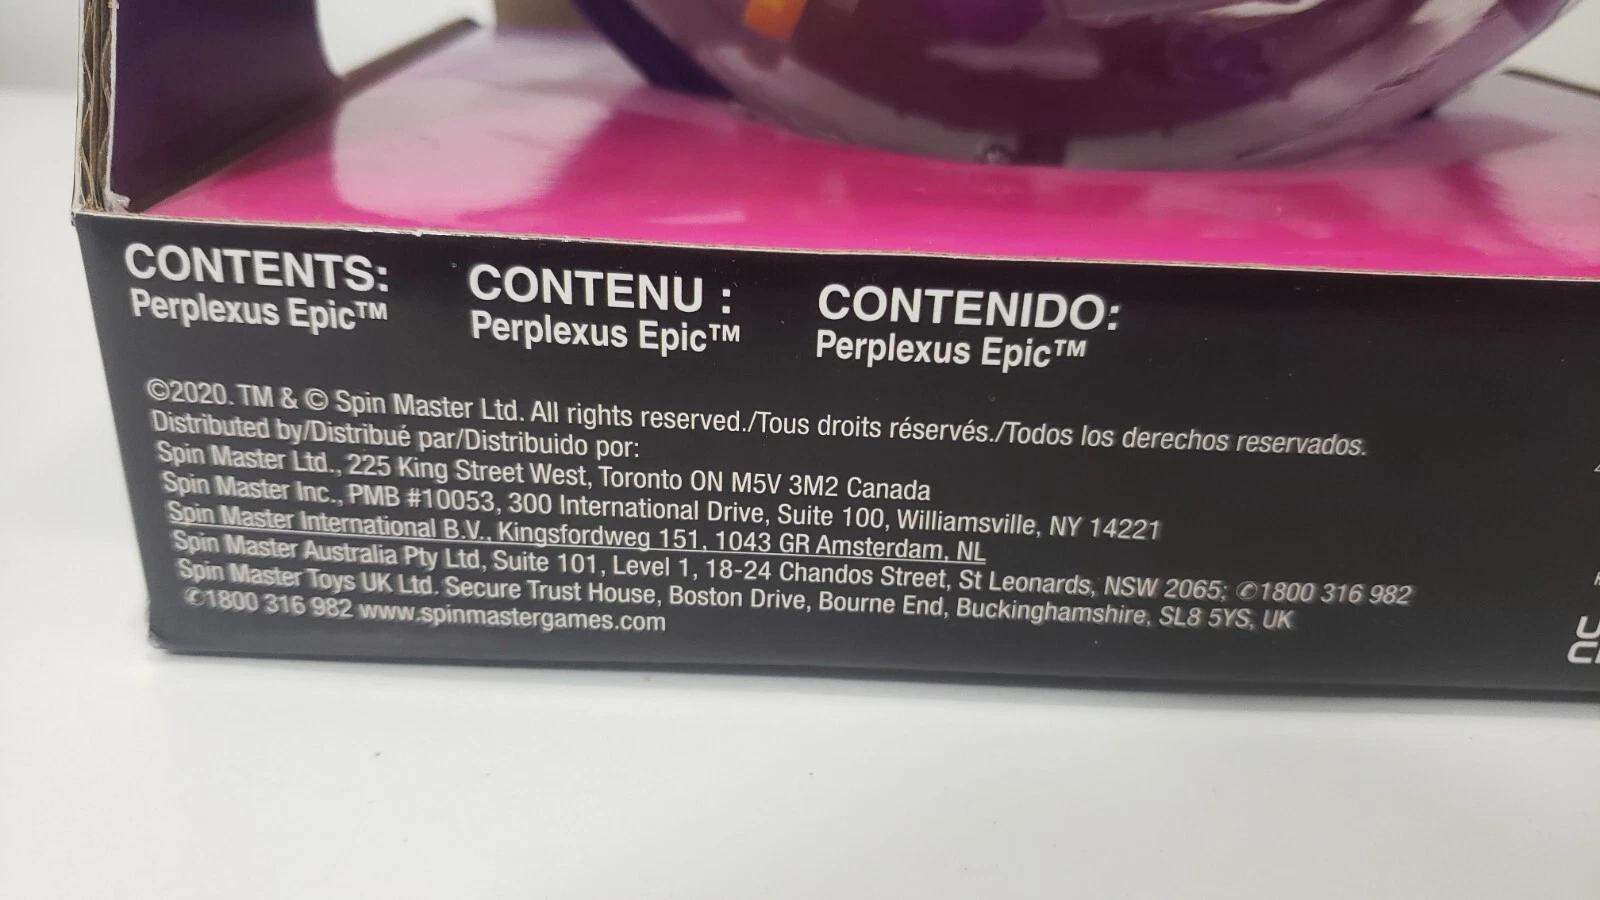 CONTENTS:
Perplexus Epic™
CONTENU :
Perplexus Epic™
CONTENIDO:
Perplexus Epic™
©2020. TM & © Spin Master Ltd. All rights reserved./Tous droits réservés./Todos los derechos reservados.
Distributed by/Distribué par/Distribuido por:
Spin Master Ltd., 225 King Street West, Toronto ON M5V 3M2 Canada
Spin Master Inc., PMB #10053, 300 International Drive, Suite 100, Williamsville, NY 14221
Spin Master International B.V., Kingsfordweg 151, 1043 GR Amsterdam, NL
Spin Master Australia Pty Ltd, Suite 101, Level 1, 18-24 Chandos Street, St Leonards, NSW 2065; ✆1800 316 982
Spin Master Toys UK Ltd. Secure Trust House, Boston Drive, Bourne End, Buckinghamshire, SL8 5YS, UK
✆1800 316 982 www.spinmastergames.com